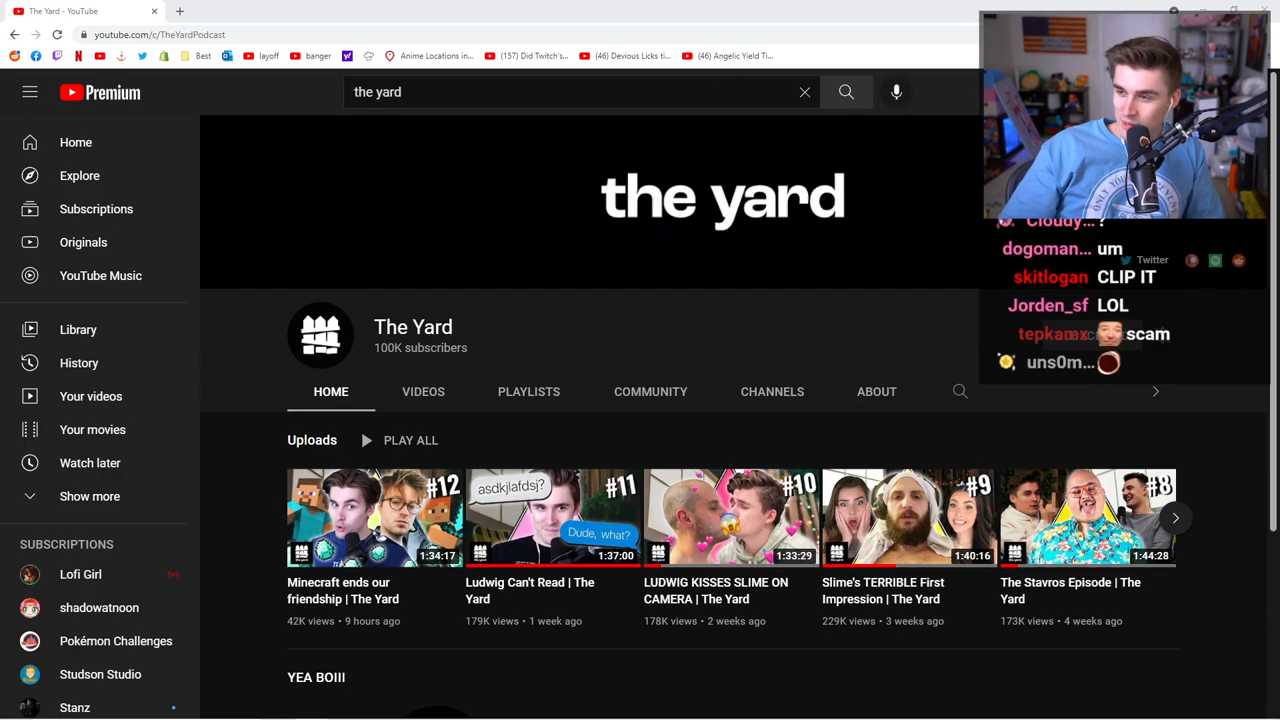 The Yard - YouTube
youtube.com/c/TheYardPodcast
Best
layoff
banger
Anime Locations in...
(157) Did Twitch's...
(46) Devious Licks ti...
(46) Angelic Yield Ti...
Premium
the yard
Home
Explore
Subscriptions
Originals
YouTube Music
Library
History
Your videos
Your movies
Watch later
Show more
SUBSCRIPTIONS
Lofi Girl
shadowatnoon
Pokémon Challenges
Studson Studio
Stanz
the yard
Twitter
Cloudy... ?
dogoman... um
skitlogan CLIP IT
Jorden_sf LOL
tepkamx scam
uns0m...
The Yard
100K subscribers
HOME
VIDEOS
PLAYLISTS
COMMUNITY
CHANNELS
ABOUT
Uploads
PLAY ALL
#12
1:34:17
Minecraft ends our
friendship | The Yard
42K views • 9 hours ago
asdkjlafdsj?
#11
Dude, what?
1:37:00
Ludwig Can't Read | The
Yard
179K views • 1 week ago
#10
1:33:29
LUDWIG KISSES SLIME ON
CAMERA | The Yard
178K views • 2 weeks ago
#9
1:40:16
Slime's TERRIBLE First
Impression | The Yard
229K views • 3 weeks ago
#8
1:44:28
The Stavros Episode | The
Yard
173K views • 4 weeks ago
YEA BOIII